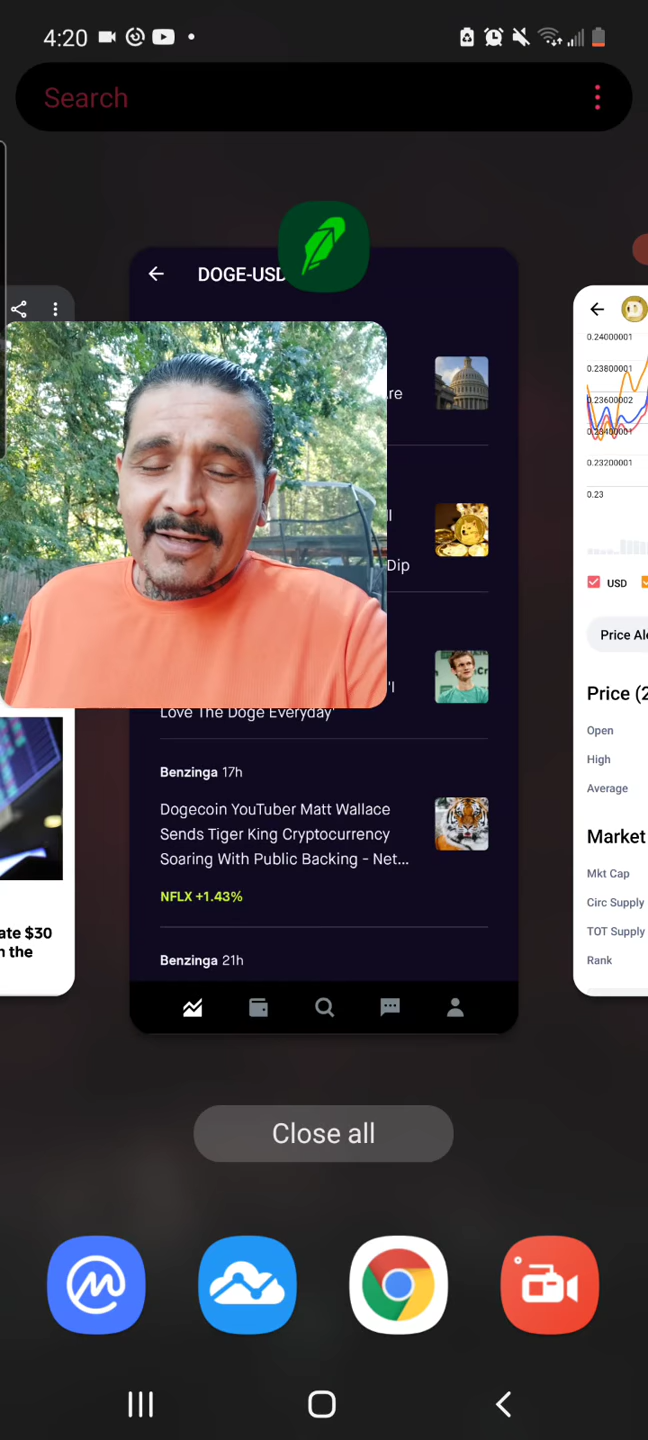 4:20
Search
DOGE-USD
Dip
Love The Doge Everyday'
Benzinga 17h
Dogecoin YouTuber Matt Wallace
Sends Tiger King Cryptocurrency
Soaring With Public Backing - Net...
NFLX +1.43%
Benzinga 21h
ate $30
the
0.24000001
0.23800001
0.23600002
0.23400001
0.23200001
0.23
USD
Price Al
Price (2
Open
High
Average
Market
Mkt Cap
Circ Supply
TOT Supply
Rank
Close all